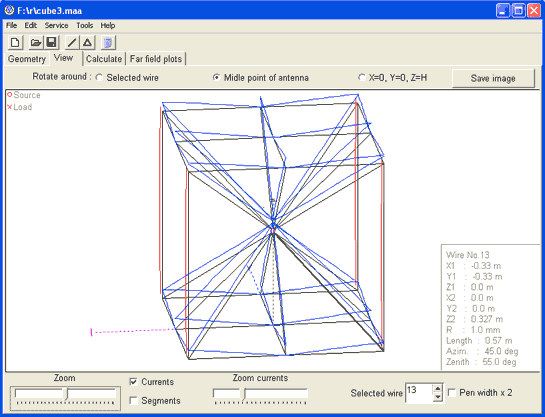 F:\r\cube3.maa
File Edit Service Tools Help
Geometry View Calculate Far field plots
Rotate around : Selected wire Midle point of antenna X=0, Y=0, Z=H Save image
Source
Load
Wire No.13
X1 : -0.33 m
Y1 : -0.33 m
Z1 : 0.0 m
X2 : 0.0 m
Y2 : 0.0 m
Z2 : 0.327 m
R : 1.0 mm
Length : 0.57 m
Azim. : 45.0 deg
Zenith : 55.0 deg
Zoom Currents Zoom currents
Segments Selected wire 13 Pen width x 2